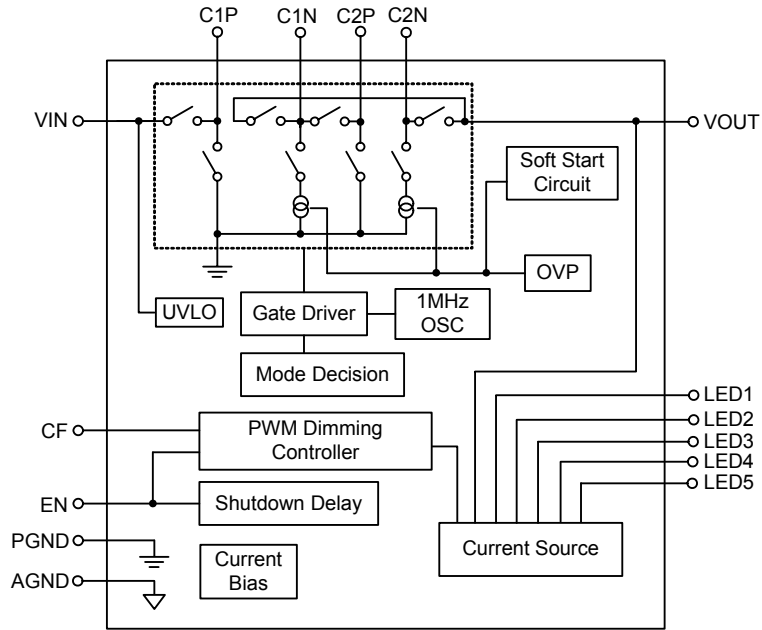 C1P C1N C2P C2N
VIN
VOUT
Soft Start
Circuit
OVP
UVLO
Gate Driver
1MHz
OSC
Mode Decision
LED1
LED2
LED3
LED4
LED5
CF
PWM Dimming
Controller
EN
Shutdown Delay
PGND
Current Source
Current
Bias
AGND